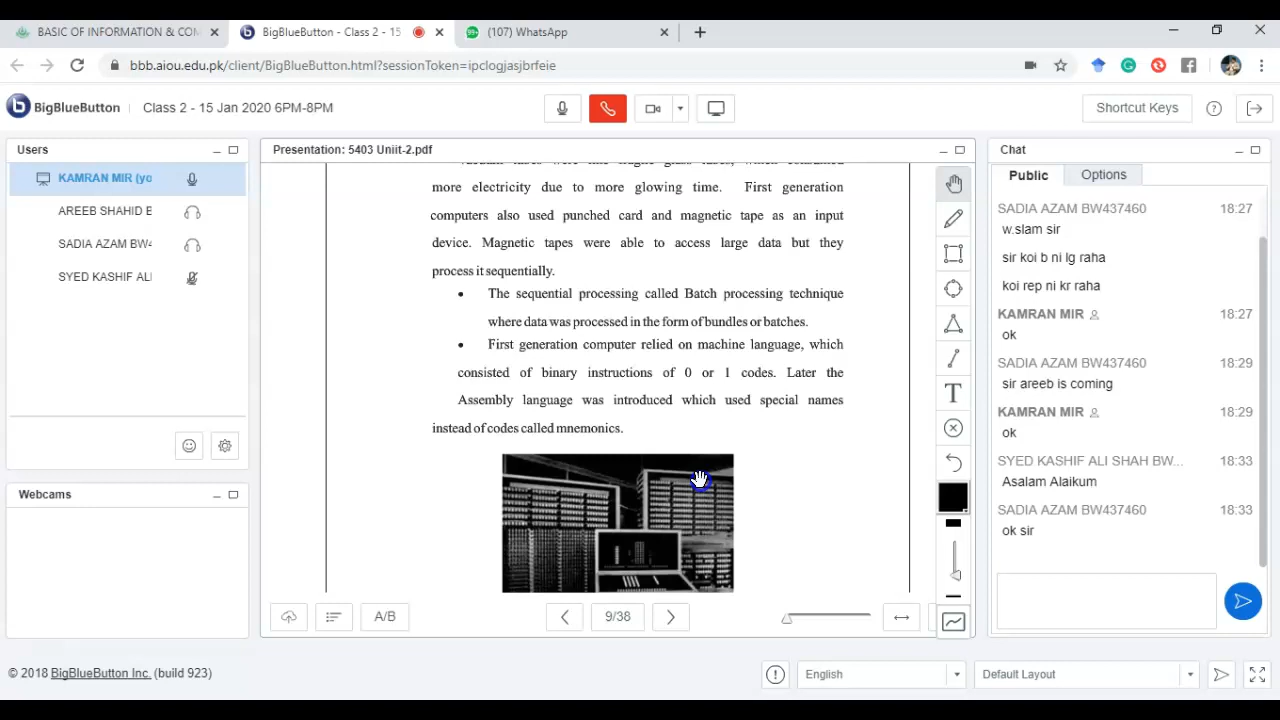 BASIC OF INFORMATION & COM
BigBlueButton - Class 2 - 15
99+ (107) WhatsApp
bbb.aiou.edu.pk/client/BigBlueButton.html?sessionToken=ipclogjasjbrfeie
BigBlueButton
Class 2 - 15 Jan 2020 6PM-8PM
Shortcut Keys
Users
KAMRAN MIR (yo
AREEB SHAHID B
SADIA AZAM BW4
SYED KASHIF ALI
Webcams
Presentation: 5403 Uniit-2.pdf
more electricity due to more glowing time. First generation
computers also used punched card and magnetic tape as an input
device. Magnetic tapes were able to access large data but they
process it sequentially.
• The sequential processing called Batch processing technique
where data was processed in the form of bundles or batches.
• First generation computer relied on machine language, which
consisted of binary instructions of 0 or 1 codes. Later the
Assembly language was introduced which used special names
instead of codes called mnemonics.
T
A/B
9/38
Chat
Public
Options
SADIA AZAM BW437460 18:27
w.slam sir
sir koi b ni lg raha
koi rep ni kr raha
KAMRAN MIR 18:27
ok
SADIA AZAM BW437460 18:29
sir areeb is coming
KAMRAN MIR 18:29
ok
SYED KASHIF ALI SHAH BW... 18:33
Asalam Alaikum
SADIA AZAM BW437460 18:33
ok sir
© 2018 BigBlueButton Inc. (build 923)
English
Default Layout